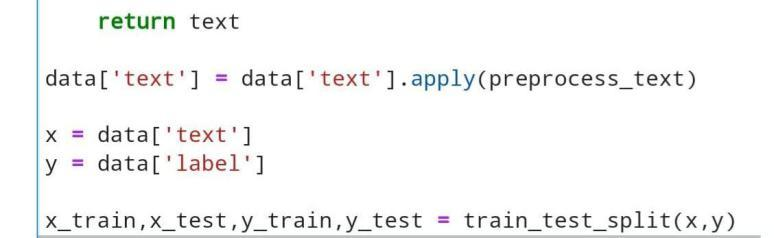 return text
data['text'] = data['text'].apply(preprocess_text)
x = data['text']
y = data['label']
x_train,x_test,y_train,y_test = train_test_split(x,y)